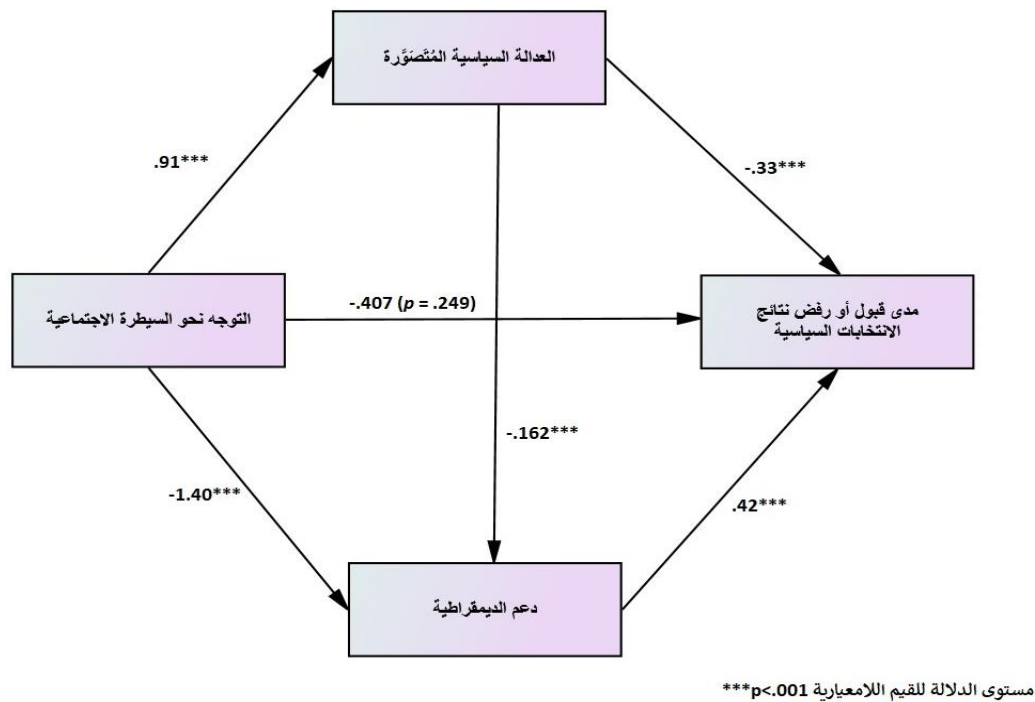 العدالة السياسية المُتَصَوَّرة
.91***
-.33***
-.407 (p = .249)
التوجه نحو السيطرة الاجتماعية
مدى قبول أو رفض نتائج
الانتخابات السياسية
-.162***
-1.40***
.42***
دعم الديمقراطية
مستوى الدلالة للقيم اللامعيارية p<.001***